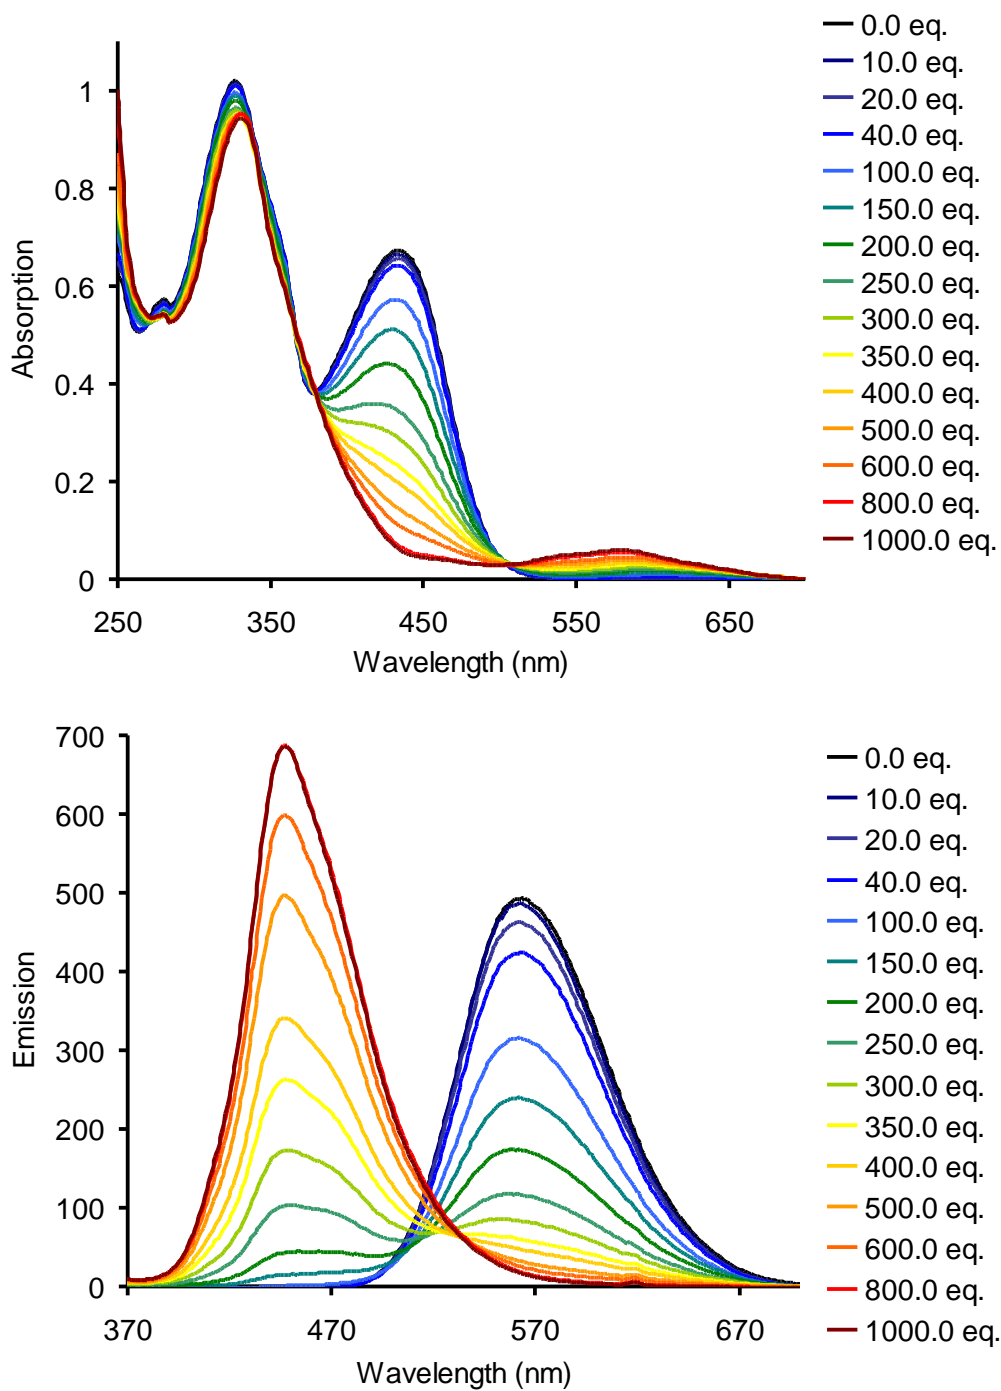 Absorption
1
0.8
0.6
0.4
0.2
0
250 350 450 550 650
Wavelength (nm)
0.0 eq.
10.0 eq.
20.0 eq.
40.0 eq.
100.0 eq.
150.0 eq.
200.0 eq.
250.0 eq.
300.0 eq.
350.0 eq.
400.0 eq.
500.0 eq.
600.0 eq.
800.0 eq.
1000.0 eq.
Emission
700
600
500
400
300
200
100
0
370 470 570 670
Wavelength (nm)
0.0 eq.
10.0 eq.
20.0 eq.
40.0 eq.
100.0 eq.
150.0 eq.
200.0 eq.
250.0 eq.
300.0 eq.
350.0 eq.
400.0 eq.
500.0 eq.
600.0 eq.
800.0 eq.
1000.0 eq.